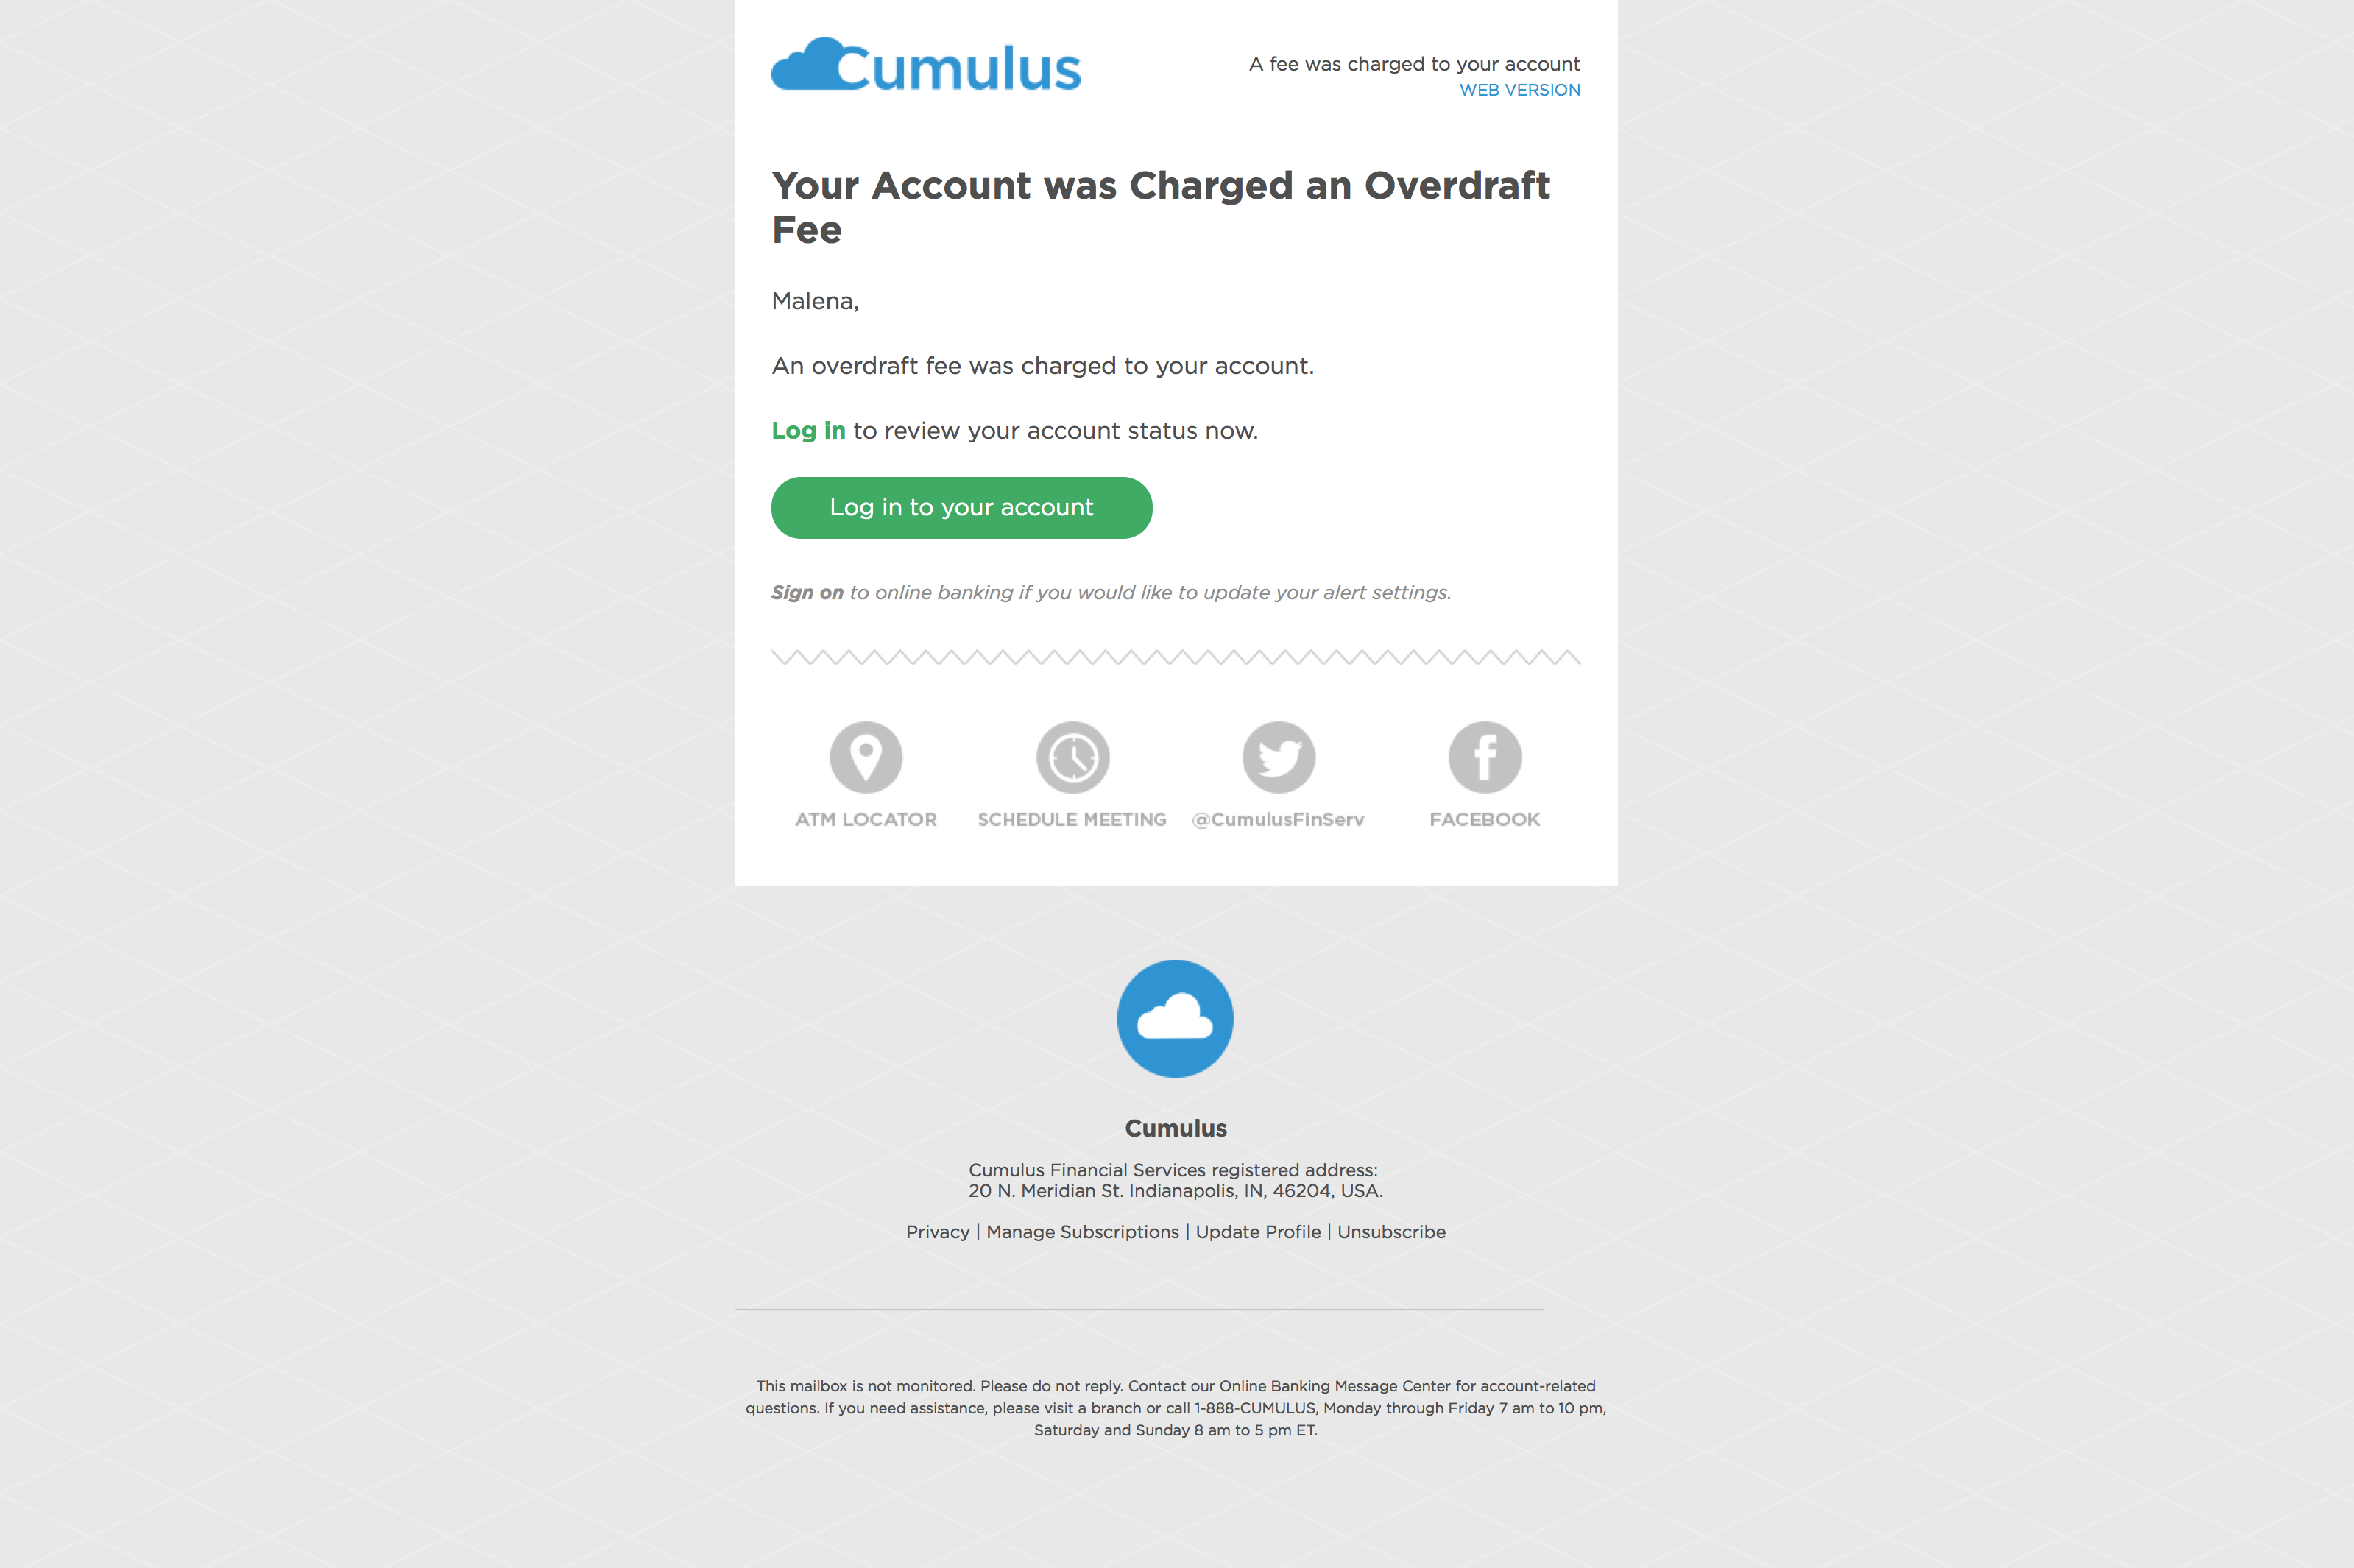 Cumulus
A fee was charged to your account
WEB VERSION
Your Account was Charged an Overdraft
Fee
Malena,
An overdraft fee was charged to your account.
Log in to review your account status now.
Log in to your account
Sign on to online banking if you would like to update your alert settings.
ATM LOCATOR
SCHEDULE MEETING
@CumulusFinServ
FACEBOOK
Cumulus
Cumulus Financial Services registered address:
20 N. Meridian St. Indianapolis, IN, 46204, USA.
Privacy | Manage Subscriptions | Update Profile | Unsubscribe
This mailbox is not monitored. Please do not reply. Contact our Online Banking Message Center for account-related
questions. If you need assistance, please visit a branch or call 1-888-CUMULUS, Monday through Friday 7 am to 10 pm,
Saturday and Sunday 8 am to 5 pm ET.